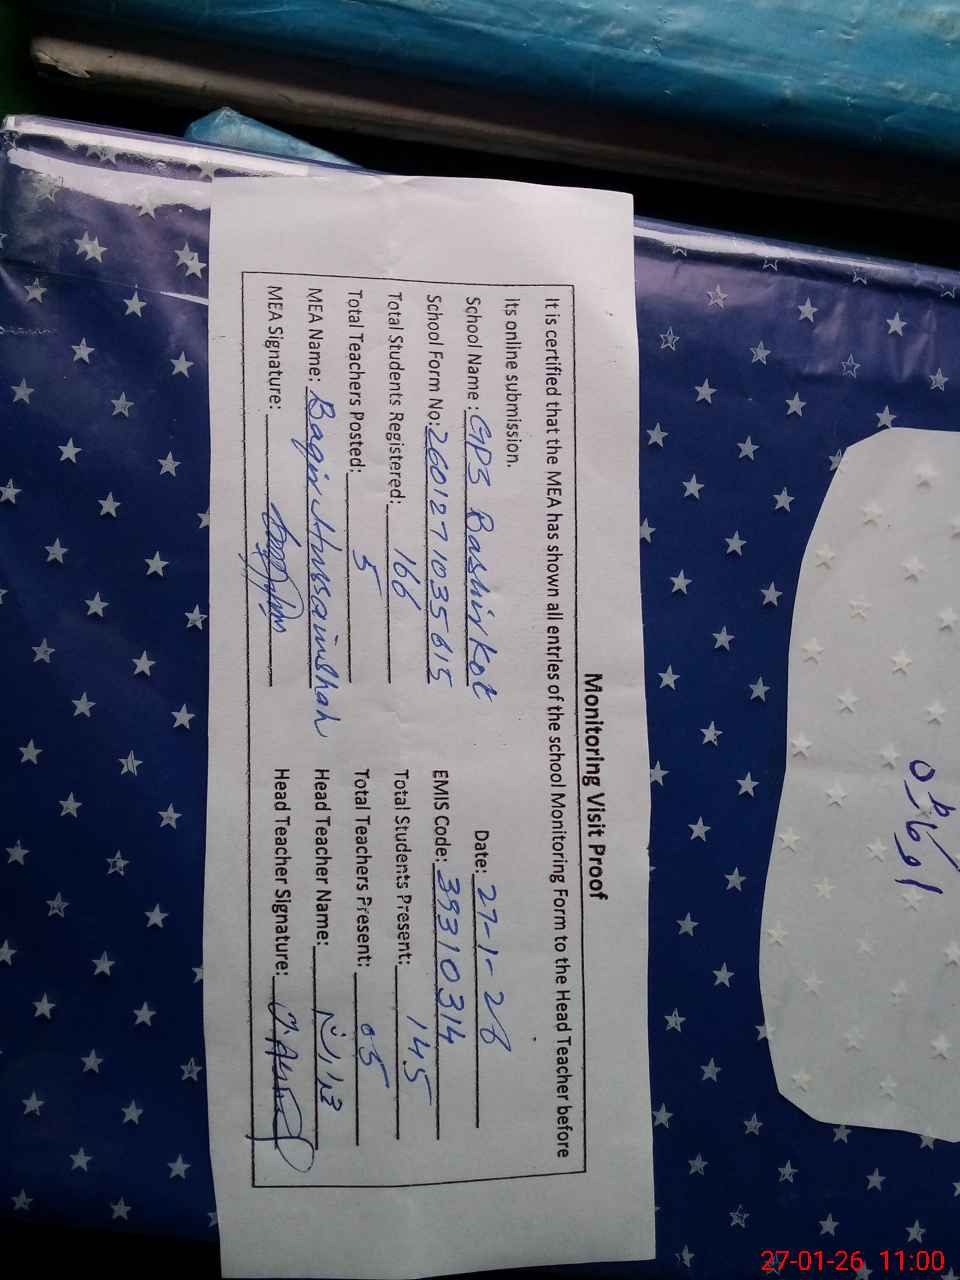 Monitoring Visit Proof
It is certified that the MEA has shown all entries of the school Monitoring Form to the Head Teacher before
its online submission.
Date: 27-1-26
School Name: GPS Bashirkot
School Form No: 2601271035615 EMIS Code: 39310314
Total Students Registered: 166 Total Students Present: 145
Total Teachers Posted: 5 Total Teachers Present: 05
MEA Name: Baqir Hussain Shah Head Teacher Name:
MEA Signature: Head Teacher Signature:
27-01-26 11:00